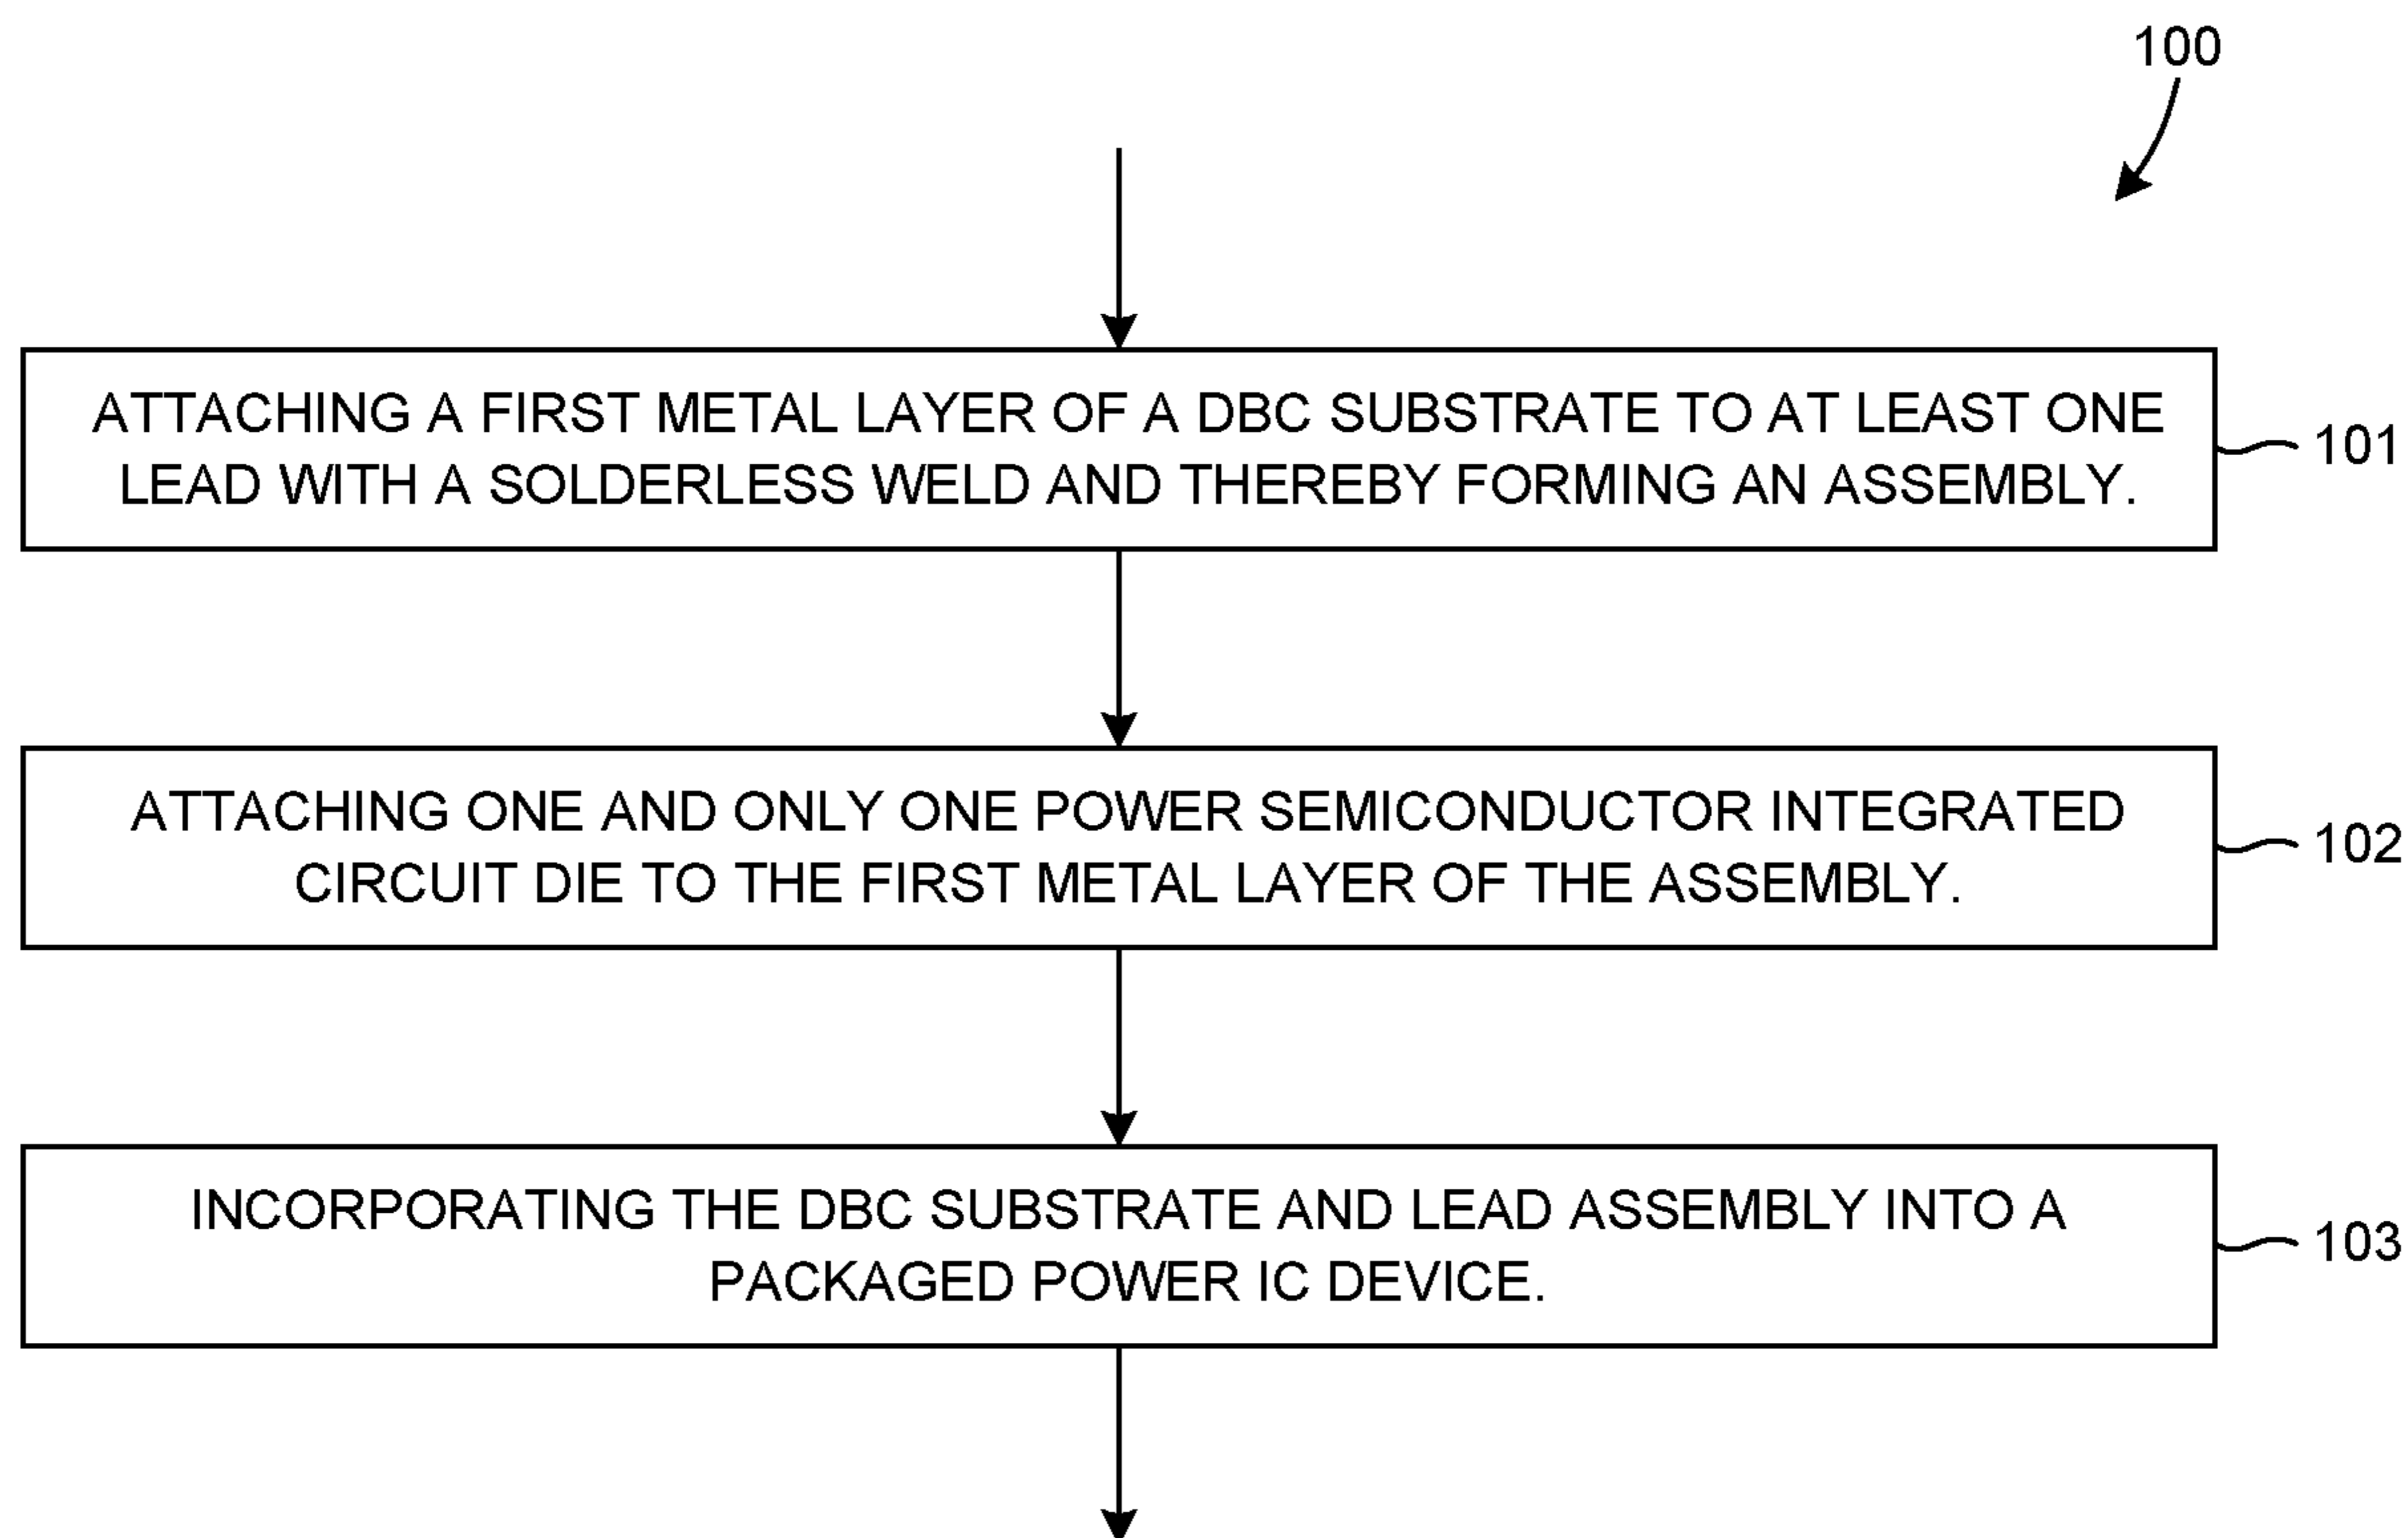 100
ATTACHING A FIRST METAL LAYER OF A DBC SUBSTRATE TO AT LEAST ONE
LEAD WITH A SOLDERLESS WELD AND THEREBY FORMING AN ASSEMBLY.
101
ATTACHING ONE AND ONLY ONE POWER SEMICONDUCTOR INTEGRATED
CIRCUIT DIE TO THE FIRST METAL LAYER OF THE ASSEMBLY.
102
INCORPORATING THE DBC SUBSTRATE AND LEAD ASSEMBLY INTO A
PACKAGED POWER IC DEVICE.
103